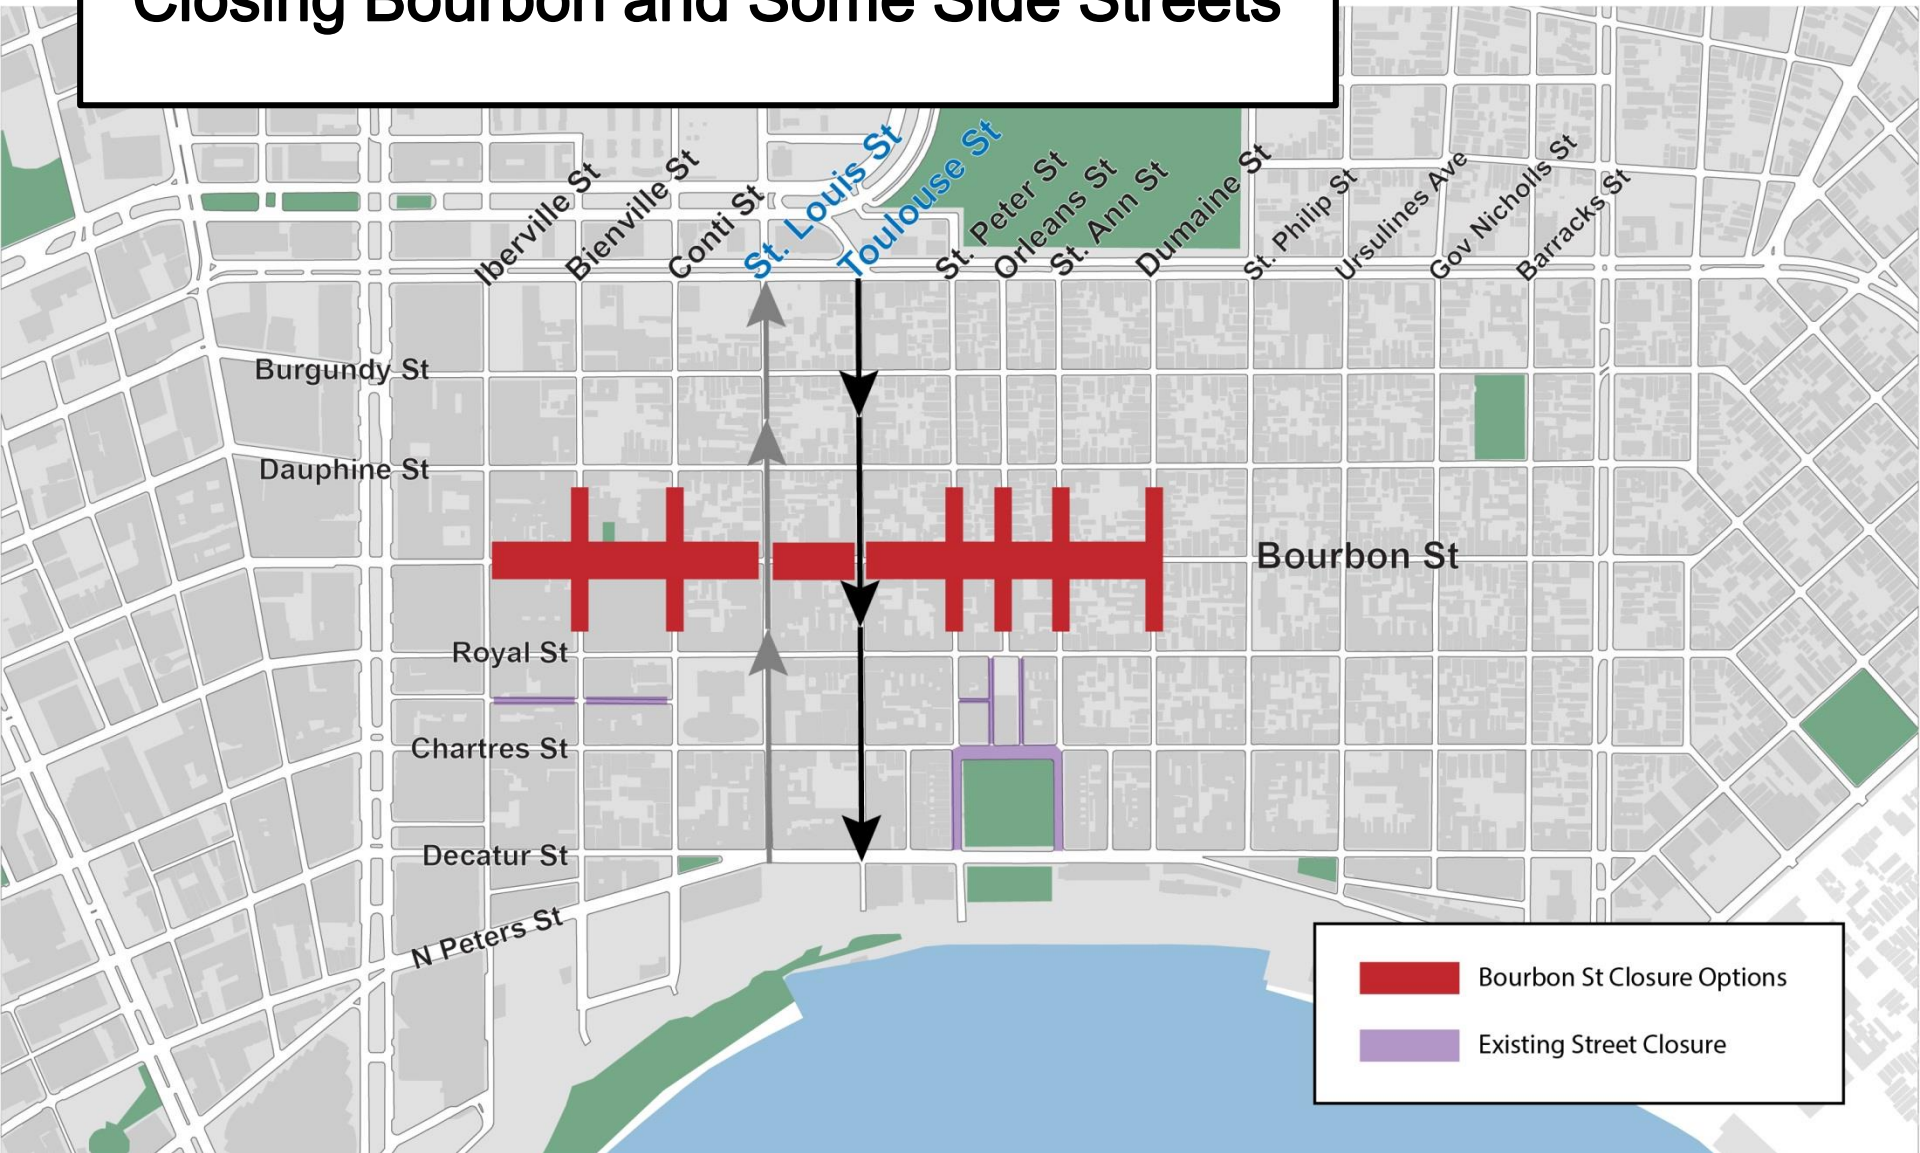 Closing Bourbon and Some Side Streets
Iberville St
Bienville St
Conti St
St. Louis St
Toulouse St
St. Peter St
Orleans St
St. Ann St
Dumaine St
St. Philip St
Ursulines Ave
Gov Nicholls St
Barracks St
Burgundy St
Dauphine St
Bourbon St
Royal St
Chartres St
Decatur St
N Peters St
Bourbon St Closure Options
Existing Street Closure